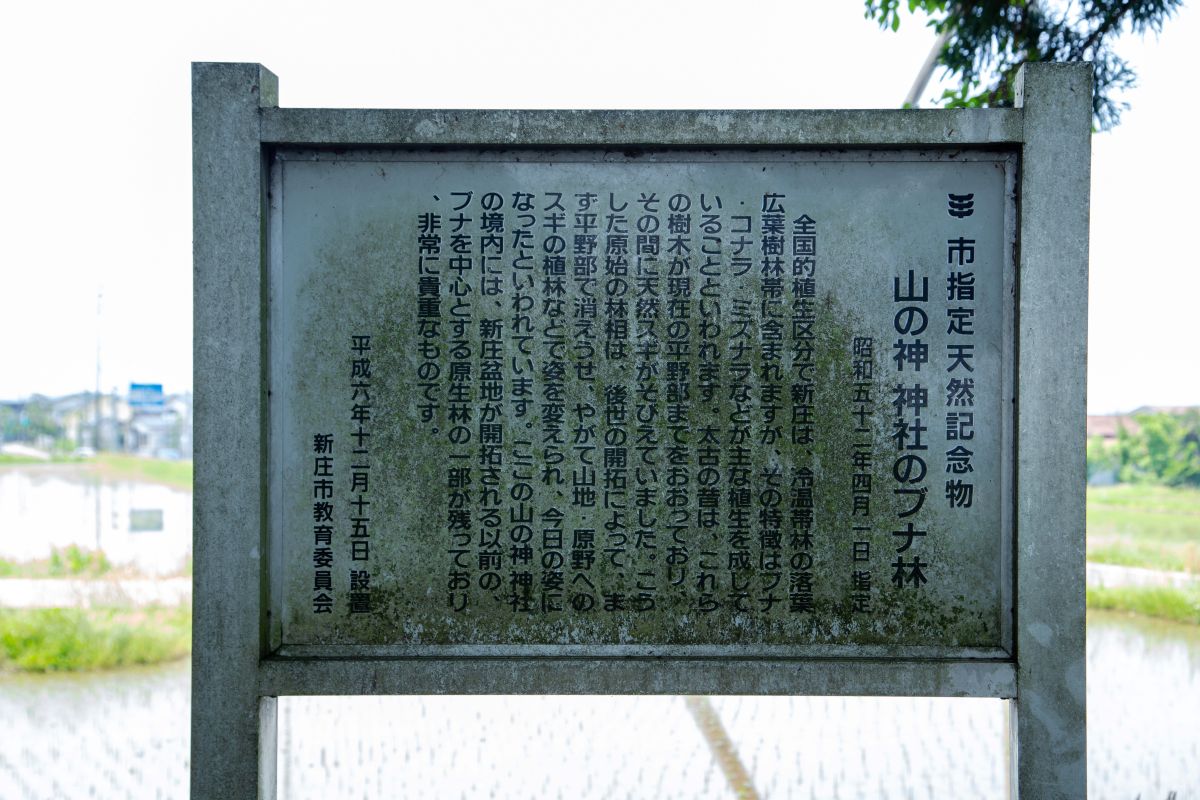 市指定天然記念物
山の神神社のブナ林
昭和五十二年四月一日 指定
全国的植生区分で新庄は、冷温帯林の落葉
広葉樹林帯に含まれますが、その特徴はブナ
・コナラ・ミズナラなどが主な植生を成して
いることといわれます。太古の昔は、これら
の樹木が現在の平野部までをおおっており、
その間に天然スギがそびえていました。こう
した原始の林相は、後世の開拓によって、ま
ず平野部で消えうせ、やがて山地・原野への
スギの植林などで姿を変えられ、今日の姿に
なったといわれています。ここの山の神神社
の境内には、新庄盆地が開拓される以前の、
ブナを中心とする原生林の一部が残っており
、非常に貴重なものです。
平成六年十二月十五日 設置
新庄市教育委員会